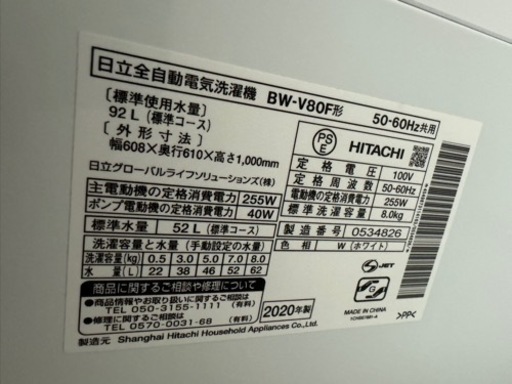 日立全自動電気洗濯機 BW-V80F形
50-60Hz共用
〔標準使用水量〕
92L(標準コース)
〔外形寸法〕
幅608×奥行610×高さ1,000mm
日立グローバルライフソリューションズ(株)
主電動機の定格消費電力 255W
ポンプ電動機の定格消費電力 40W
標準水量 52L(標準コース)
洗濯容量と水量(手動設定の水量)
洗濯容量(kg) 0.5 3.0 5.0 7.0 8.0
水量(L) 22 38 46 52 62
商品に関するご相談や修理について
●商品情報やお取り扱いに関するご相談は
TEL 050-3155-1111(有料)
●修理に関するご相談は
TEL 0570-0031-68(有料)
2020年製
製造元 Shanghai Hitachi Household Appliances Co., Ltd.
PSE
HITACHI
定格電圧 100V
定格周波数 50-60Hz
電動機の定格消費電力 255W
標準洗濯容量 8.0kg
製造番号 0534826
色相 W(ホワイト)
S-JET
MADE IN CHINA
>PP<